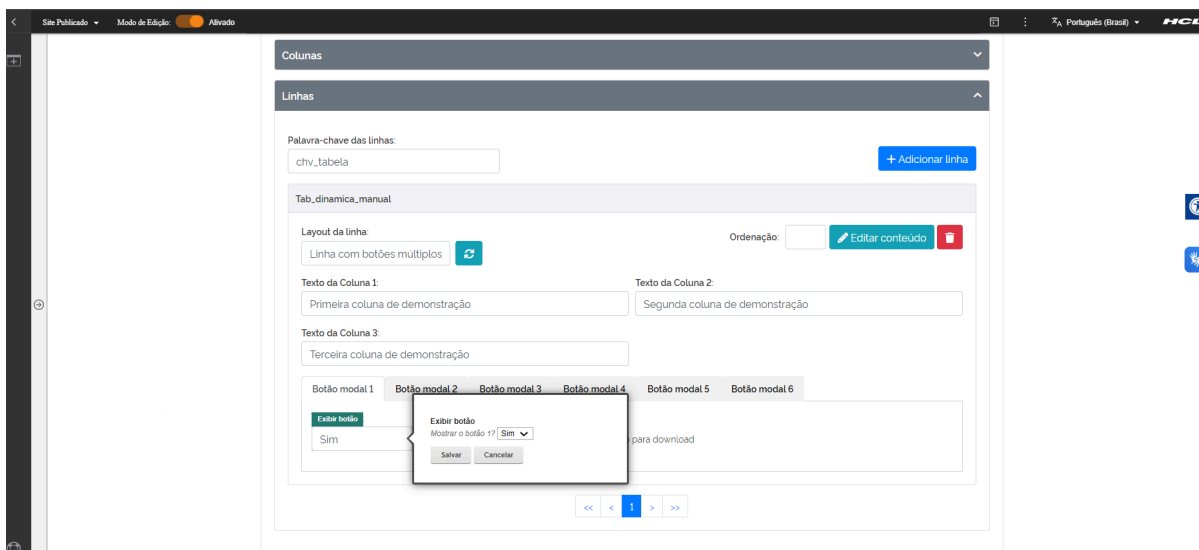 Site Publicado
Modo de Edição: Ativado
Português (Brasil)
HCL
Colunas
Linhas
Palavra-chave das linhas:
chv_tabela
+ Adicionar linha
Tab_dinamica_manual
Layout da linha:
Ordenação:
Editar conteúdo
Linha com botões múltiplos
Texto da Coluna 1:
Texto da Coluna 2:
Primeira coluna de demonstração
Segunda coluna de demonstração
Texto da Coluna 3:
Terceira coluna de demonstração
Botão modal 1 Botão modal 2 Botão modal 3 Botão modal 4 Botão modal 5 Botão modal 6
Exibir botão
Sim
Exibir botão
Mostrar o botão 1? Sim
Salvar Cancelar
para download
<< < 1 > >>